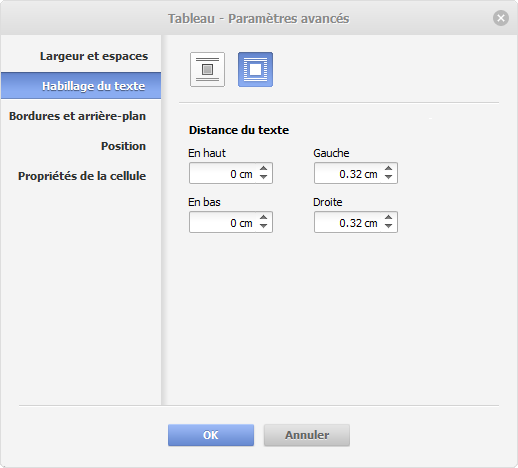 Tableau - Paramètres avancés
Largeur et espaces
Habillage du texte
Bordures et arrière-plan
Position
Propriétés de la cellule
Distance du texte
En haut Gauche
0 cm 0.32 cm
En bas Droite
0 cm 0.32 cm
OK Annuler